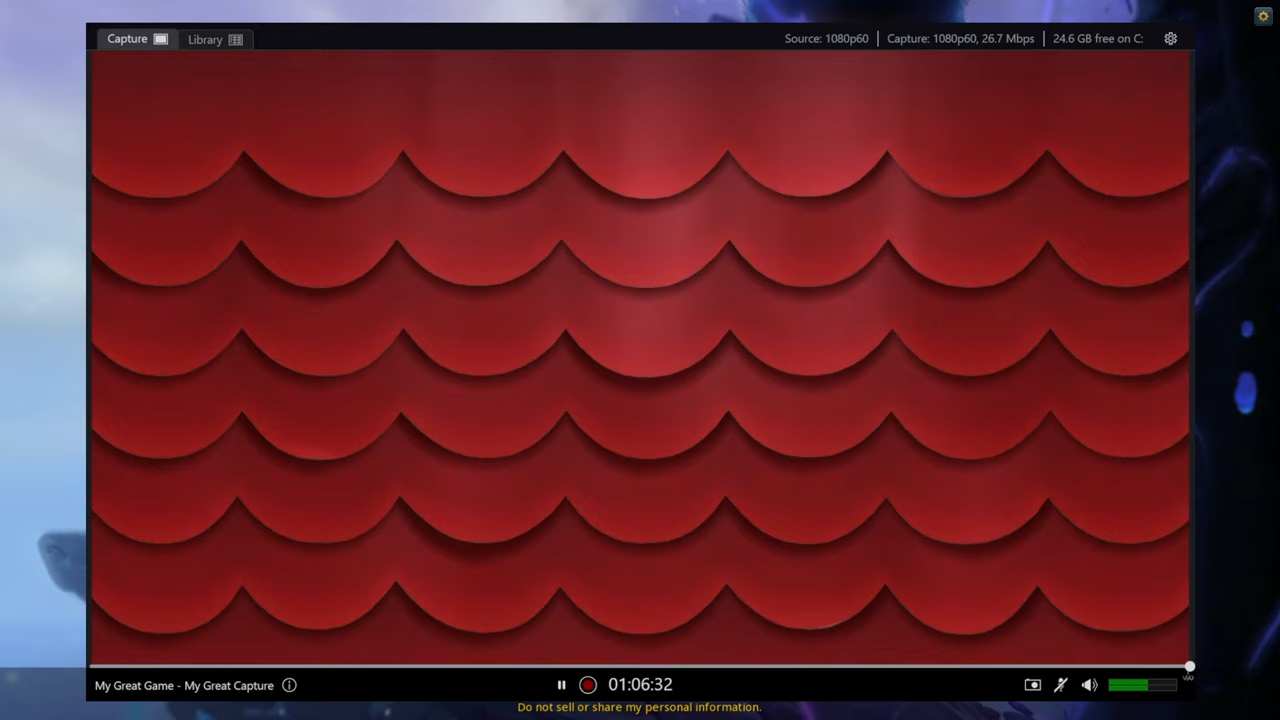 Capture
Library
Source: 1080p60
Capture: 1080p60, 26.7 Mbps
24.6 GB free on C:
My Great Game - My Great Capture
01:06:32
Do not sell or share my personal information.